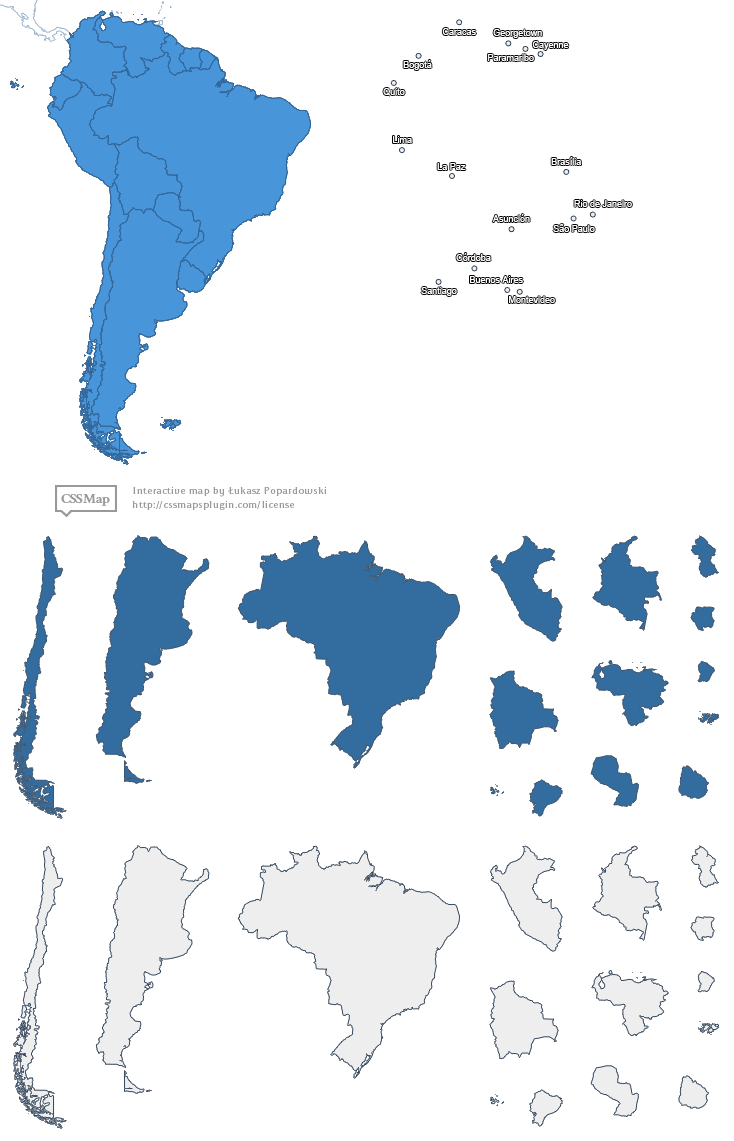 Caracas
Georgetown
Cayenne
Paramaribo
Bogotá
Quito
Lima
La Paz
Brasília
Rio de Janeiro
São Paulo
Asunción
Córdoba
Buenos Aires
Santiago
Montevideo
CSSMap
Interactive map by Łukasz Popardowski
http://cssmapsplugin.com/license